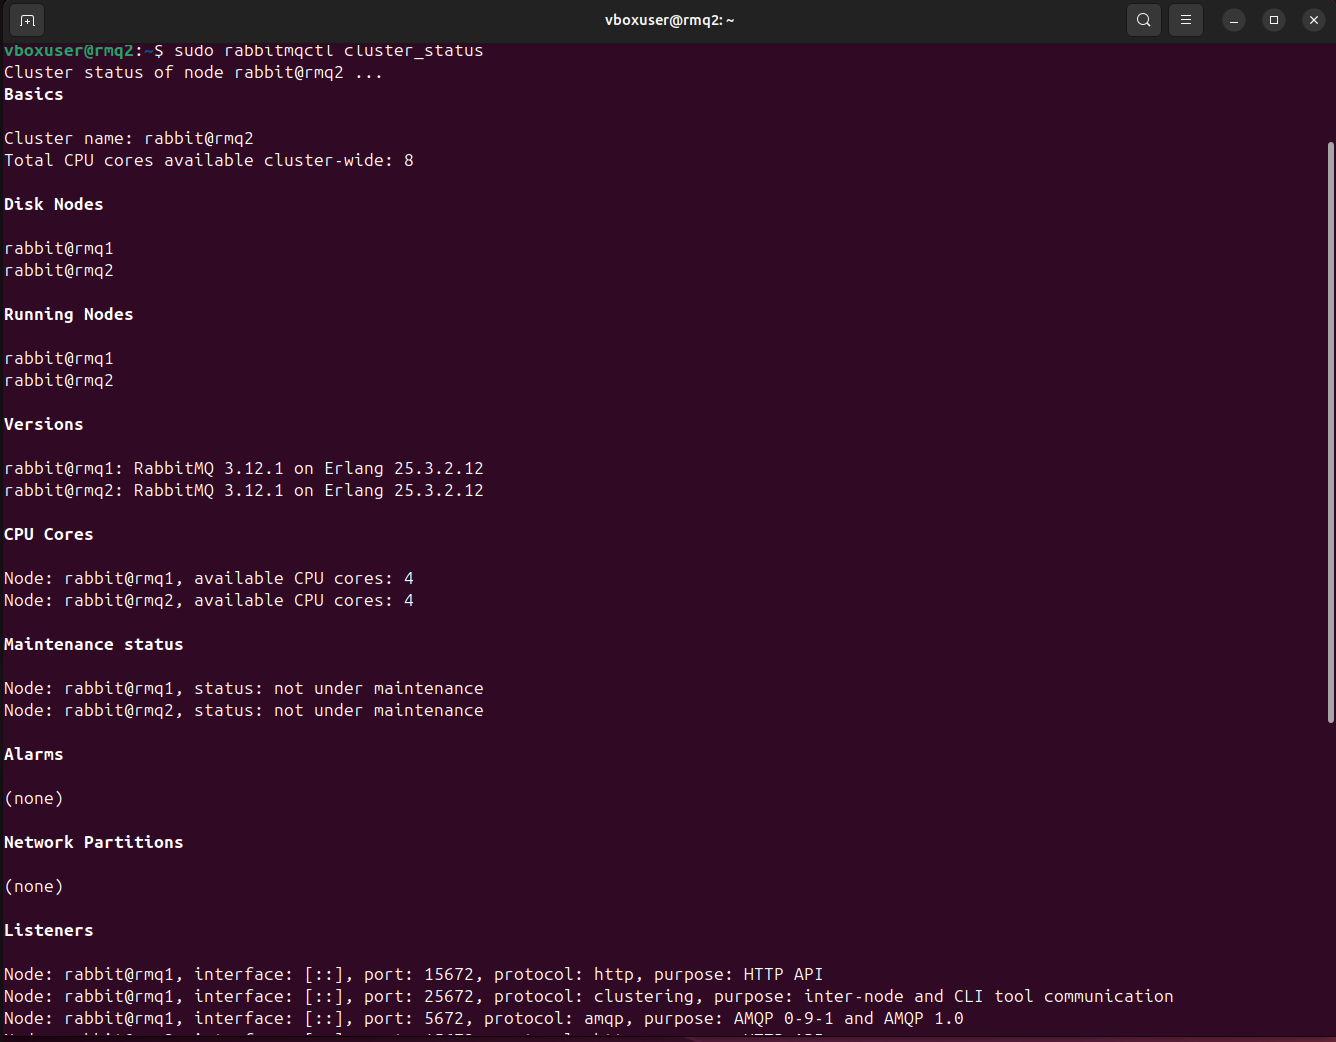 vboxuser@rmq2: ~
vboxuser@rmq2:~$ sudo rabbitmqctl cluster_status
Cluster status of node rabbit@rmq2 ...
Basics
Cluster name: rabbit@rmq2
Total CPU cores available cluster-wide: 8
Disk Nodes
rabbit@rmq1
rabbit@rmq2
Running Nodes
rabbit@rmq1
rabbit@rmq2
Versions
rabbit@rmq1: RabbitMQ 3.12.1 on Erlang 25.3.2.12
rabbit@rmq2: RabbitMQ 3.12.1 on Erlang 25.3.2.12
CPU Cores
Node: rabbit@rmq1, available CPU cores: 4
Node: rabbit@rmq2, available CPU cores: 4
Maintenance status
Node: rabbit@rmq1, status: not under maintenance
Node: rabbit@rmq2, status: not under maintenance
Alarms
(none)
Network Partitions
(none)
Listeners
Node: rabbit@rmq1, interface: [::], port: 15672, protocol: http, purpose: HTTP API
Node: rabbit@rmq1, interface: [::], port: 25672, protocol: clustering, purpose: inter-node and CLI tool communication
Node: rabbit@rmq1, interface: [::], port: 5672, protocol: amqp, purpose: AMQP 0-9-1 and AMQP 1.0